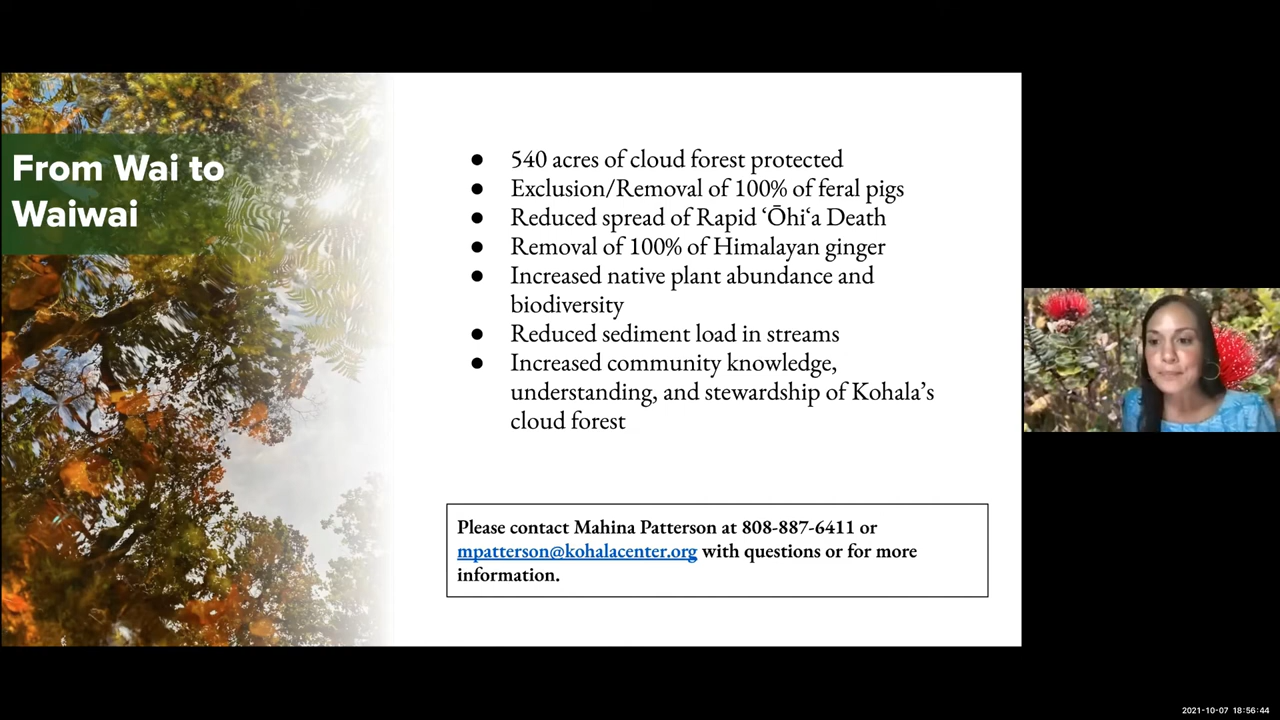 From Wai to
Waiwai
● 540 acres of cloud forest protected
● Exclusion/Removal of 100% of feral pigs
● Reduced spread of Rapid ʻŌhiʻa Death
● Removal of 100% of Himalayan ginger
● Increased native plant abundance and
biodiversity
● Reduced sediment load in streams
● Increased community knowledge,
understanding, and stewardship of Kohala’s
cloud forest
Please contact Mahina Patterson at 808-887-6411 or
mpatterson@kohalacenter.org with questions or for more
information.
2021-10-07 18:56:44